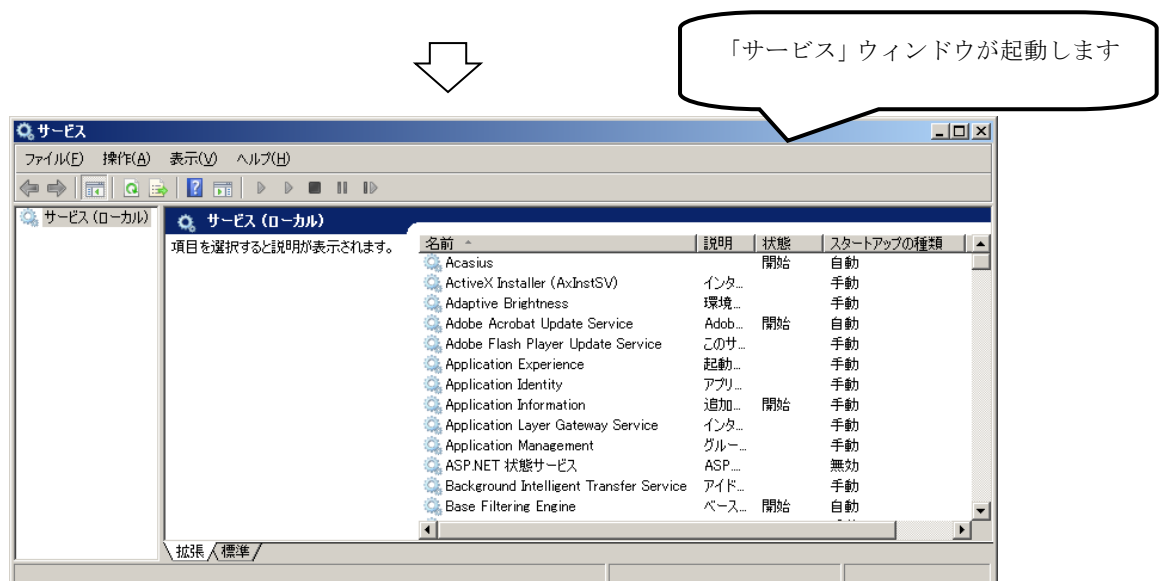 「サービス」ウィンドウが起動します
サービス
ファイル(F) 操作(A) 表示(V) ヘルプ(H)
サービス (ローカル)
サービス (ローカル)
項目を選択すると説明が表示されます。
名前 説明 状態 スタートアップの種類
Acasius 開始 自動
ActiveX Installer (AxInstSV) インタ... 手動
Adaptive Brightness 環境... 手動
Adobe Acrobat Update Service Adob... 開始 自動
Adobe Flash Player Update Service このサ... 手動
Application Experience 起動... 手動
Application Identity アプリ... 手動
Application Information 追加... 開始 手動
Application Layer Gateway Service インタ... 手動
Application Management グルー... 手動
ASP.NET 状態サービス ASP.... 無効
Background Intelligent Transfer Service アイド... 手動
Base Filtering Engine ベース... 開始 自動
拡張 標準